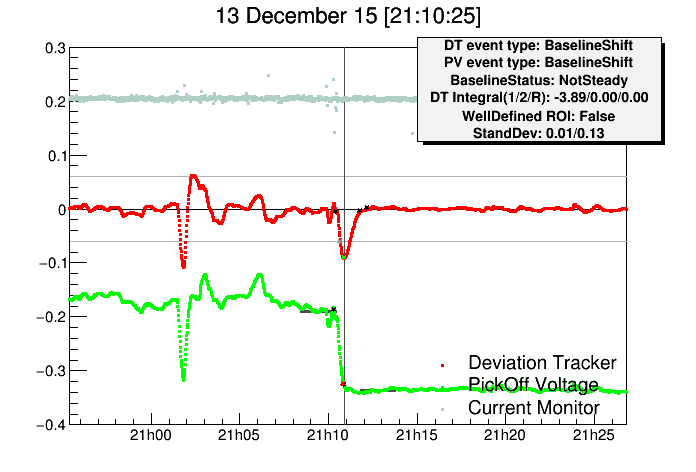 13 December 15 [21:10:25]
DT event type: BaselineShift
PV event type: BaselineShift
BaselineStatus: NotSteady
DT Integral(1/2/R): -3.89/0.00/0.00
WellDefined ROI: False
StandDev: 0.01/0.13
0.3
0.2
0.1
0
−0.1
−0.2
−0.3
−0.4
Deviation Tracker
PickOff Voltage
Current Monitor
21h00 21h05 21h10 21h15 21h20 21h25